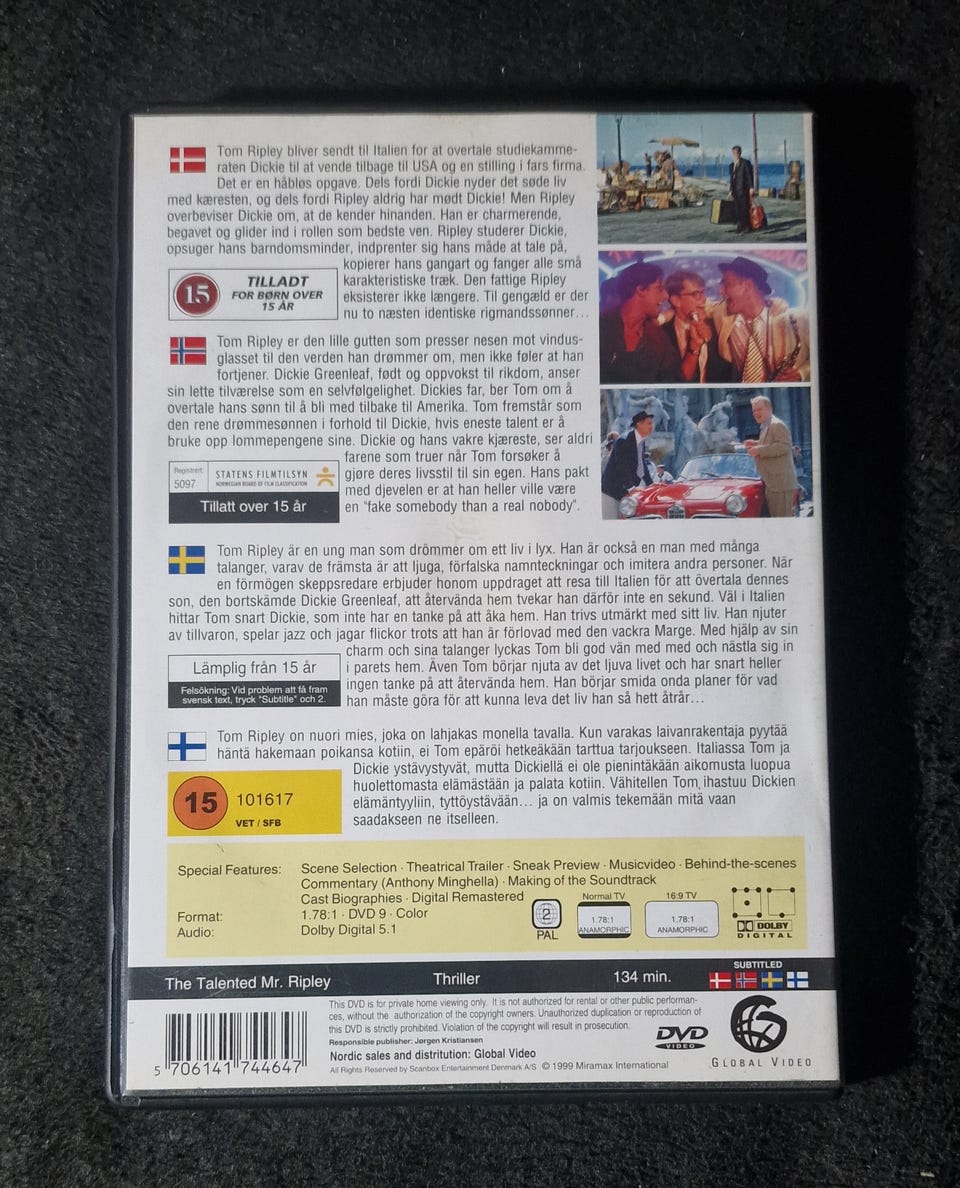 Tom Ripley bliver sendt til Italien for at overtale studiekamme-
raten Dickie til at vende tilbage til USA og en stilling i fars firma.
Det er en håbløs opgave. Dels fordi Dickie nyder det søde liv
med kæresten, og dels fordi Ripley aldrig har mødt Dickie! Men Ripley
overbeviser Dickie om, at de kender hinanden. Han er charmerende,
begavet og glider ind i rollen som bedste ven. Ripley studerer Dickie,
opsuger hans barndomsminder, indprenter sig hans måde at tale på,
kopierer hans gangart og fanger alle små
karakteristiske træk. Den fattige Ripley
eksisterer ikke længere. Til gengæld er der
nu to næsten identiske rigmandssønner...
15
TILLADT
FOR BØRN OVER
15 ÅR
Tom Ripley er den lille gutten som presser nesen mot vindus-
glasset til den verden han drømmer om, men ikke føler at han
fortjener. Dickie Greenleaf, født og oppvokst til rikdom, anser
sin lette tilværelse som en selvfølgelighet. Dickies far, ber Tom om å
overtale hans sønn til å bli med tilbake til Amerika. Tom fremstår som
den rene drømmesønnen i forhold til Dickie, hvis eneste talent er å
bruke opp lommepengene sine. Dickie og hans vakre kjæreste, ser aldri
farene som truer når Tom forsøker å
gjøre deres livsstil til sin egen. Hans pakt
med djevelen er at han heller ville være
en "fake somebody than a real nobody".
Registrert:
5097
STATENS FILMTILSYN
NORWEGIAN BOARD OF FILM CLASSIFICATION
Tillatt over 15 år
Tom Ripley är en ung man som drömmer om ett liv i lyx. Han är också en man med många
talanger, varav de främsta är att ljuga, förfalska namnteckningar och imitera andra personer. När
en förmögen skeppsredare erbjuder honom uppdraget att resa till Italien för att övertala dennes
son, den bortskämde Dickie Greenleaf, att återvända hem tvekar han därför inte en sekund. Väl i Italien
hittar Tom snart Dickie, som inte har en tanke på att åka hem. Han trivs utmärkt med sitt liv. Han njuter
av tillvaron, spelar jazz och jagar flickor trots att han är förlovad med den vackra Marge. Med hjälp av sin
charm och sina talanger lyckas Tom bli god vän med med och nästla sig in
i parets hem. Även Tom börjar njuta av det ljuva livet och har snart heller
ingen tanke på att återvända hem. Han börjar smida onda planer för vad
han måste göra för att kunna leva det liv han så hett åtrår...
Lämplig från 15 år
Felsökning: Vid problem att få fram
svensk text, tryck "Subtitle" och 2.
Tom Ripley on nuori mies, joka on lahjakas monella tavalla. Kun varakas laivanrakentaja pyytää
häntä hakemaan poikansa kotiin, ei Tom epäröi hetkeäkään tarttua tarjoukseen. Italiassa Tom ja
Dickie ystävystyvät, mutta Dickiellä ei ole pienintäkään aikomusta luopua
huolettomasta elämästään ja palata kotiin. Vähitellen Tom ihastuu Dickien
elämäntyyliin, tyttöystävään... ja on valmis tekemään mitä vaan
saadakseen ne itselleen.
15
101617
VET / SFB
Special Features: Scene Selection · Theatrical Trailer · Sneak Preview · Musicvideo · Behind-the-scenes
Commentary (Anthony Minghella) · Making of the Soundtrack
Cast Biographies · Digital Remastered
Format: 1.78:1 · DVD 9 · Color
Audio: Dolby Digital 5.1
2
PAL
Normal TV
1.78:1
ANAMORPHIC
16:9 TV
1.78:1
ANAMORPHIC
DOLBY
DIGITAL
The Talented Mr. Ripley Thriller 134 min.
SUBTITLED
This DVD is for private home viewing only. It is not authorized for rental or other public performan-
ces, without the authorization of the copyright owners. Unauthorized duplication or reproduction of
this DVD is strictly prohibited. Violation of the copyright will result in prosecution.
Responsible publisher: Jørgen Kristiansen
Nordic sales and distritution: Global Video
All Rights Reserved by Scanbox Entertainment Denmark A/S © 1999 Miramax International
5 706141 744647
DVD
VIDEO
GLOBAL VIDEO